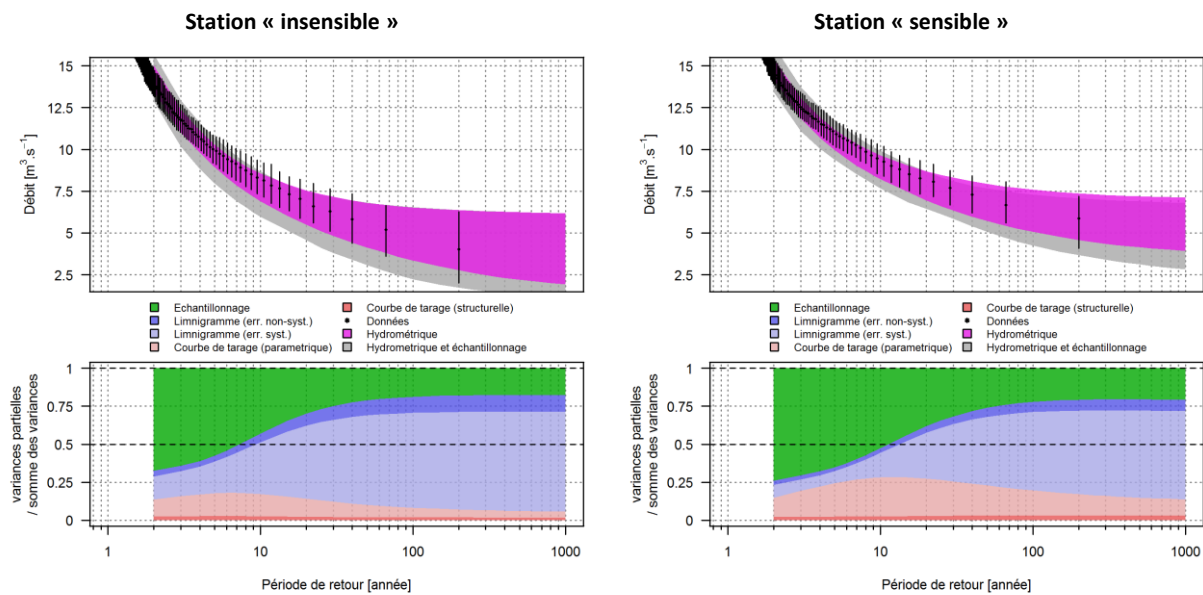 Station « insensible »
15
12.5
10
7.5
5
2.5
Débit [m³.s⁻¹]
Echantillonnage
Limnigramme (err. non-syst.)
Limnigramme (err. syst.)
Courbe de tarage (parametrique)
Courbe de tarage (structurelle)
Données
Hydrométrique
Hydrometrique et échantillonnage
1
0.75
0.5
0.25
0
variances partielles
/ somme des variances
1
10
100
1000
Période de retour [année]
Station « sensible »
15
12.5
10
7.5
5
2.5
Débit [m³.s⁻¹]
Echantillonnage
Limnigramme (err. non-syst.)
Limnigramme (err. syst.)
Courbe de tarage (parametrique)
Courbe de tarage (structurelle)
Données
Hydrométrique
Hydrometrique et échantillonnage
1
0.75
0.5
0.25
0
variances partielles
/ somme des variances
1
10
100
1000
Période de retour [année]